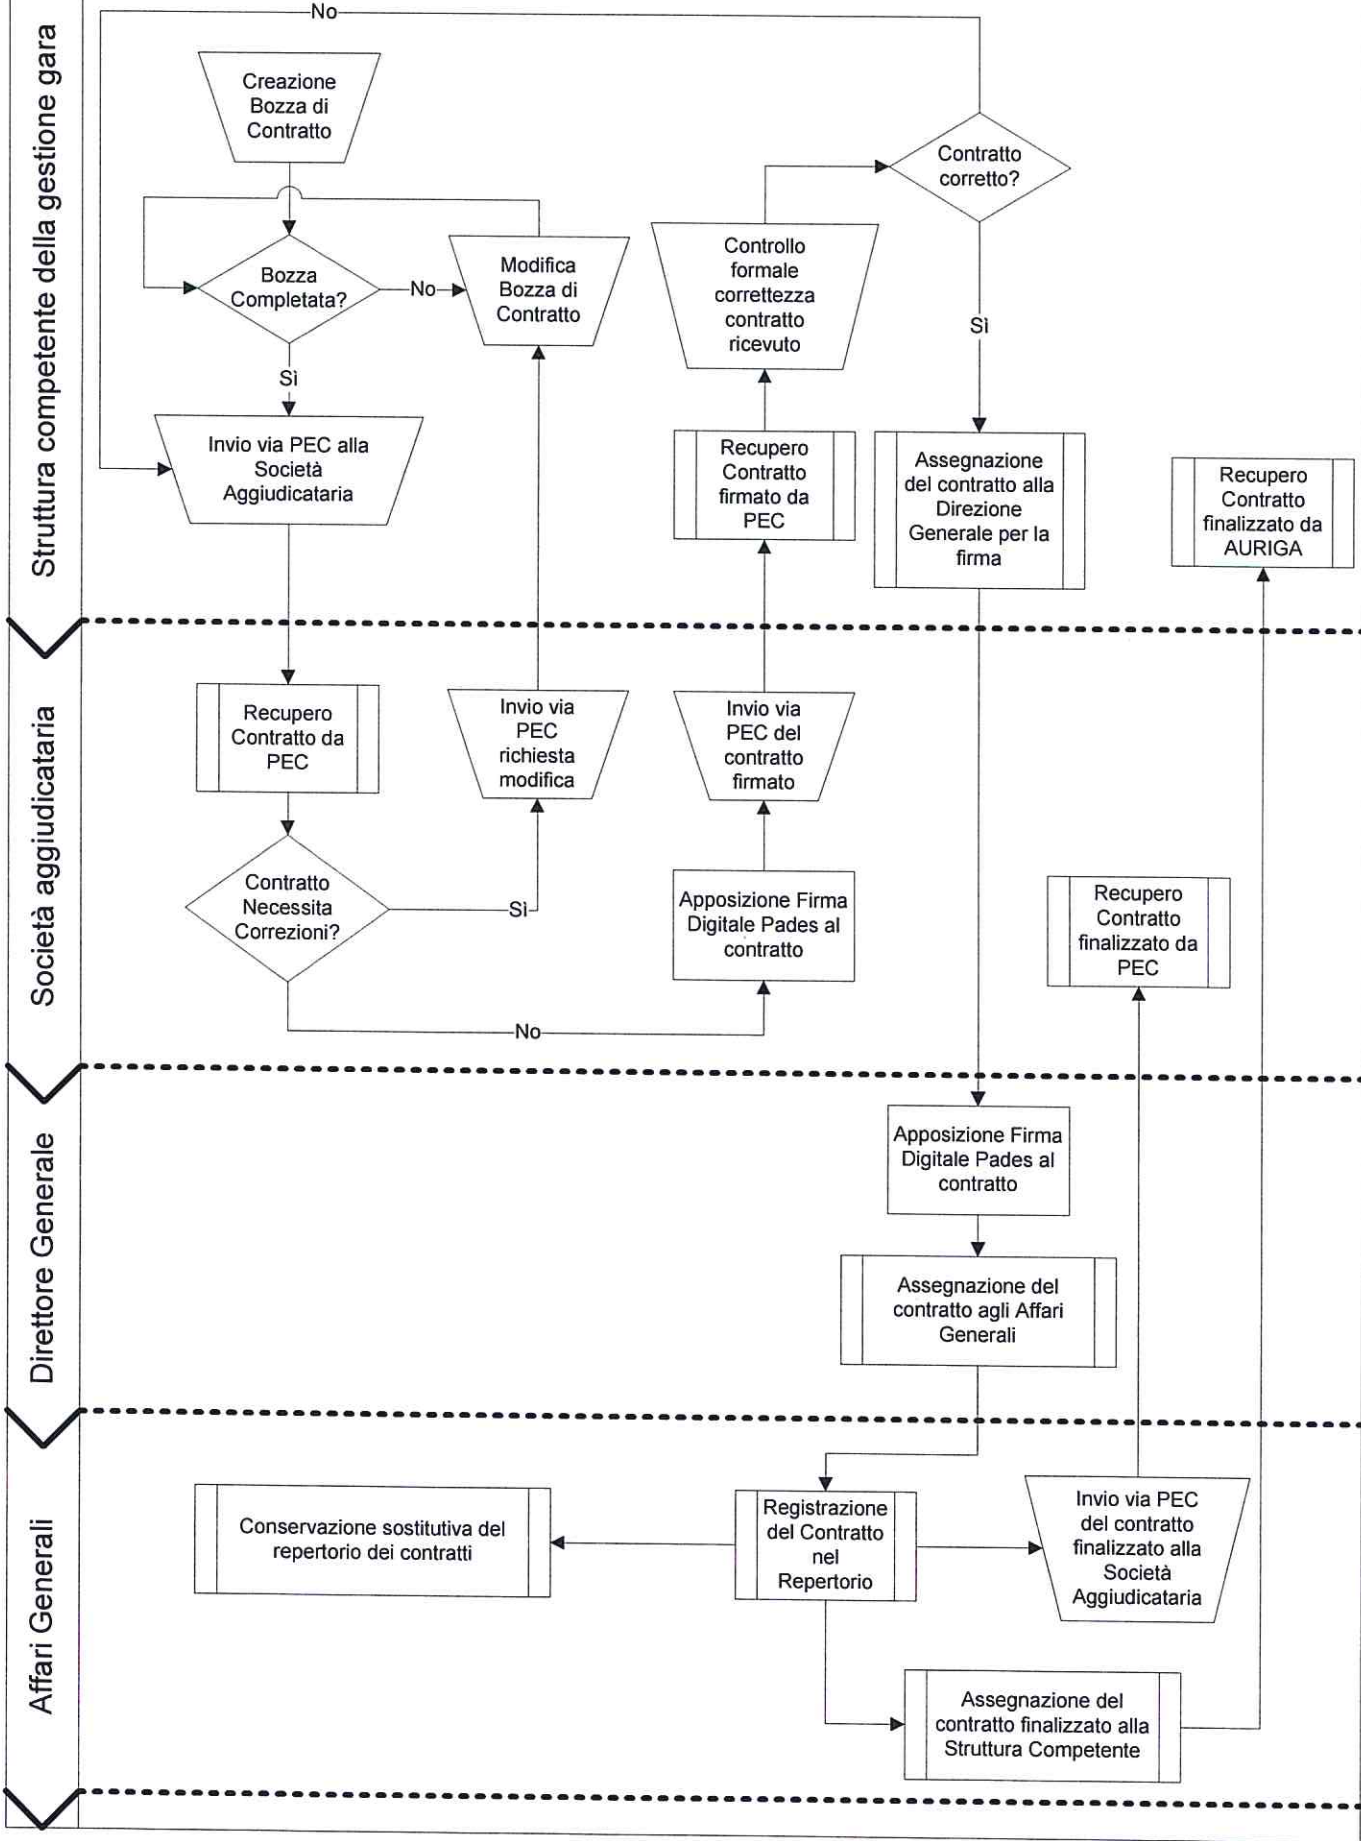 Struttura competente della gestione gara
No
Creazione
Bozza di
Contratto
Bozza
Completata?
No
Modifica
Bozza di
Contratto
Sì
Invio via PEC alla
Società
Aggiudicataria
Controllo
formale
correttezza
contratto
ricevuto
Contratto
corretto?
Sì
Recupero
Contratto
firmato da
PEC
Assegnazione
del contratto alla
Direzione
Generale per la
firma
Recupero
Contratto
finalizzato da
AURIGA
Società aggiudicataria
Recupero
Contratto da
PEC
Invio via
PEC
richiesta
modifica
Invio via
PEC del
contratto
firmato
Contratto
Necessita
Correzioni?
Sì
No
Apposizione Firma
Digitale Pades al
contratto
Recupero
Contratto
finalizzato da
PEC
Direttore Generale
Apposizione Firma
Digitale Pades al
contratto
Assegnazione del
contratto agli Affari
Generali
Affari Generali
Conservazione sostitutiva del
repertorio dei contratti
Registrazione
del Contratto
nel
Repertorio
Invio via PEC
del contratto
finalizzato alla
Società
Aggiudicataria
Assegnazione del
contratto finalizzato alla
Struttura Competente